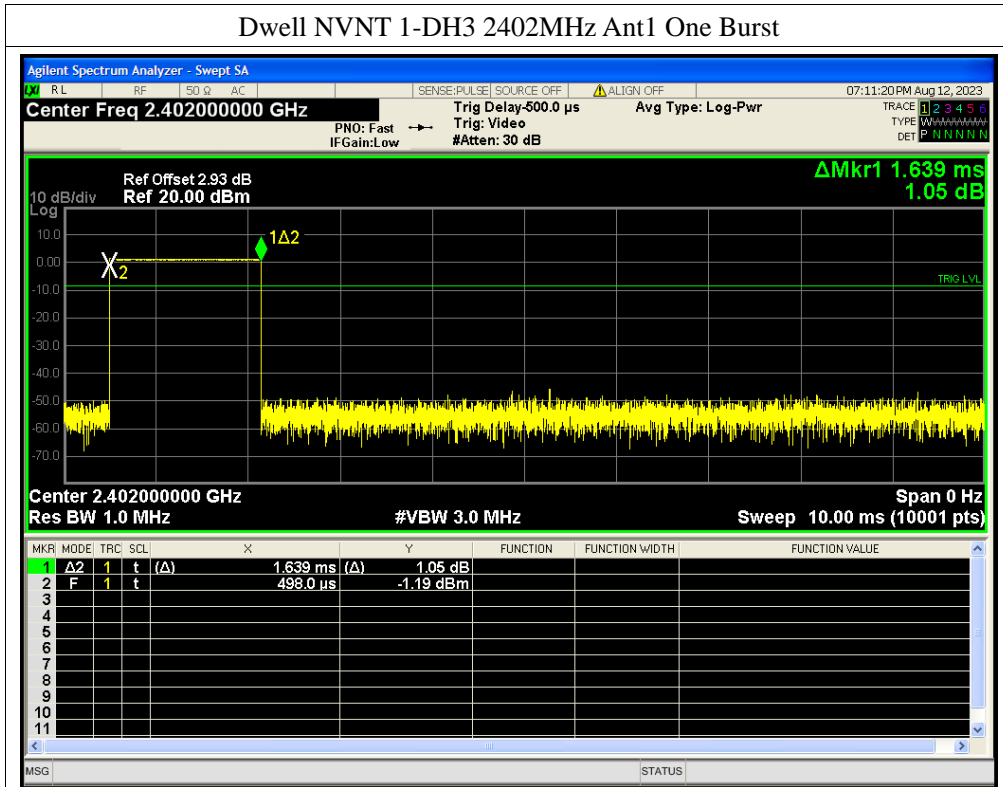 Dwell NVNT 1-DH3 2402MHz Ant1 One Burst
Agilent Spectrum Analyzer - Swept SA
LXI RL RF 50 Ω AC SENSE:PULSE SOURCE OFF ALIGN OFF 07:11:20 PM Aug 12, 2023
Center Freq 2.402000000 GHz
PNO: Fast
IFGain:Low
Trig Delay-500.0 µs
Trig: Video
#Atten: 30 dB
Avg Type: Log-Pwr
TRACE 1 2 3 4 5 6
TYPE WWWWWW
DET P N N N N N
ΔMkr1 1.639 ms
1.05 dB
Ref Offset 2.93 dB
10 dB/div Ref 20.00 dBm
Log
10.0
0.00
-10.0
-20.0
-30.0
-40.0
-50.0
-60.0
-70.0
1Δ2
X2
TRIG LVL
Center 2.402000000 GHz Span 0 Hz
Res BW 1.0 MHz #VBW 3.0 MHz Sweep 10.00 ms (10001 pts)
MKR MODE TRC SCL X Y FUNCTION FUNCTION WIDTH FUNCTION VALUE
1 Δ2 1 t (Δ) 1.639 ms (Δ) 1.05 dB
2 F 1 t 498.0 µs -1.19 dBm
3
4
5
6
7
8
9
10
11
MSG STATUS